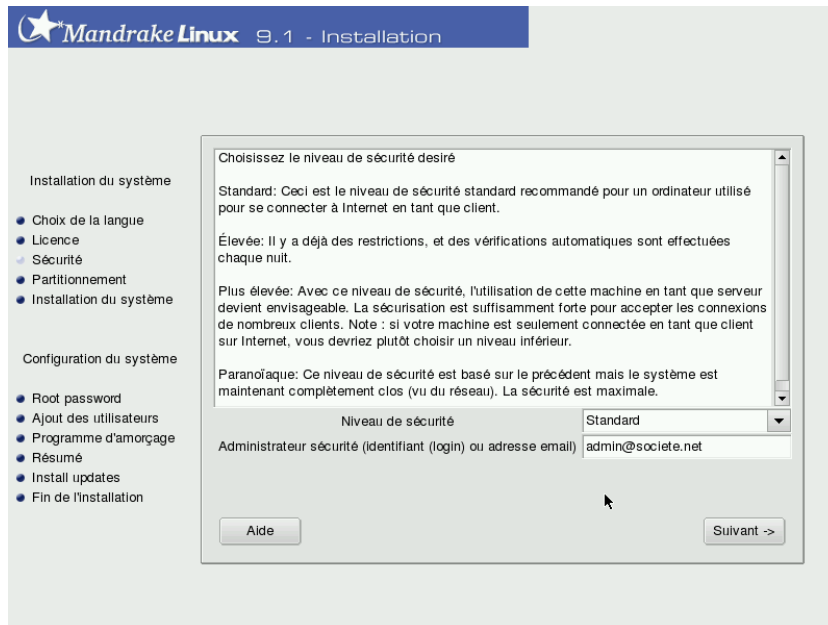 Mandrake Linux 9.1 - Installation
Installation du système
Choix de la langue
Licence
Sécurité
Partitionnement
Installation du système
Configuration du système
Root password
Ajout des utilisateurs
Programme d'amorçage
Résumé
Install updates
Fin de l'installation
Choisissez le niveau de sécurité desiré
Standard: Ceci est le niveau de sécurité standard recommandé pour un ordinateur utilisé
pour se connecter à Internet en tant que client.
Élevée: Il y a déjà des restrictions, et des vérifications automatiques sont effectuées
chaque nuit.
Plus élevée: Avec ce niveau de sécurité, l'utilisation de cette machine en tant que serveur
devient envisageable. La sécurisation est suffisamment forte pour accepter les connexions
de nombreux clients. Note : si votre machine est seulement connectée en tant que client
sur Internet, vous devriez plutôt choisir un niveau inférieur.
Paranoïaque: Ce niveau de sécurité est basé sur le précédent mais le système est
maintenant complètement clos (vu du réseau). La sécurité est maximale.
Niveau de sécurité Standard
Administrateur sécurité (identifiant (login) ou adresse email) admin@societe.net
Aide Suivant ->